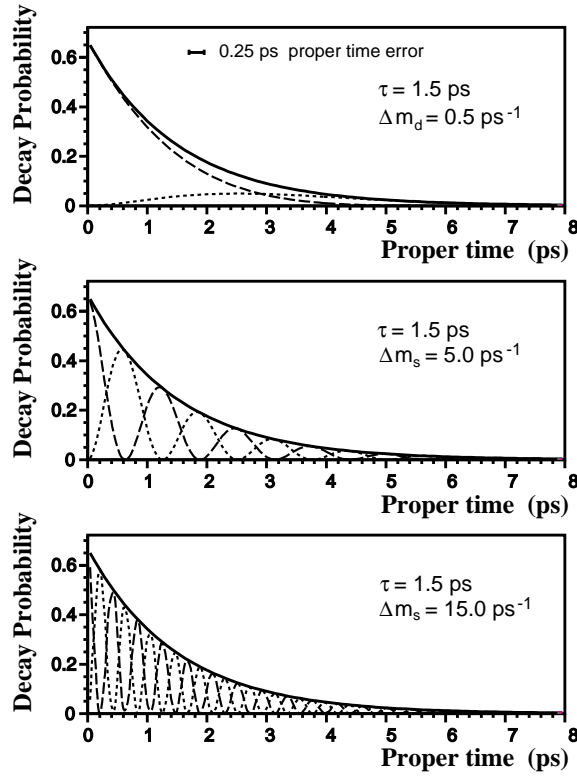 Decay Probability
0.6
0.4
0.2
0
0.25 ps proper time error
τ = 1.5 ps
Δm_d = 0.5 ps⁻¹
0 1 2 3 4 5 6 7 8
Proper time (ps)
Decay Probability
0.6
0.4
0.2
0
τ = 1.5 ps
Δm_s = 5.0 ps⁻¹
0 1 2 3 4 5 6 7 8
Proper time (ps)
Decay Probability
0.6
0.4
0.2
0
τ = 1.5 ps
Δm_s = 15.0 ps⁻¹
0 1 2 3 4 5 6 7 8
Proper time (ps)